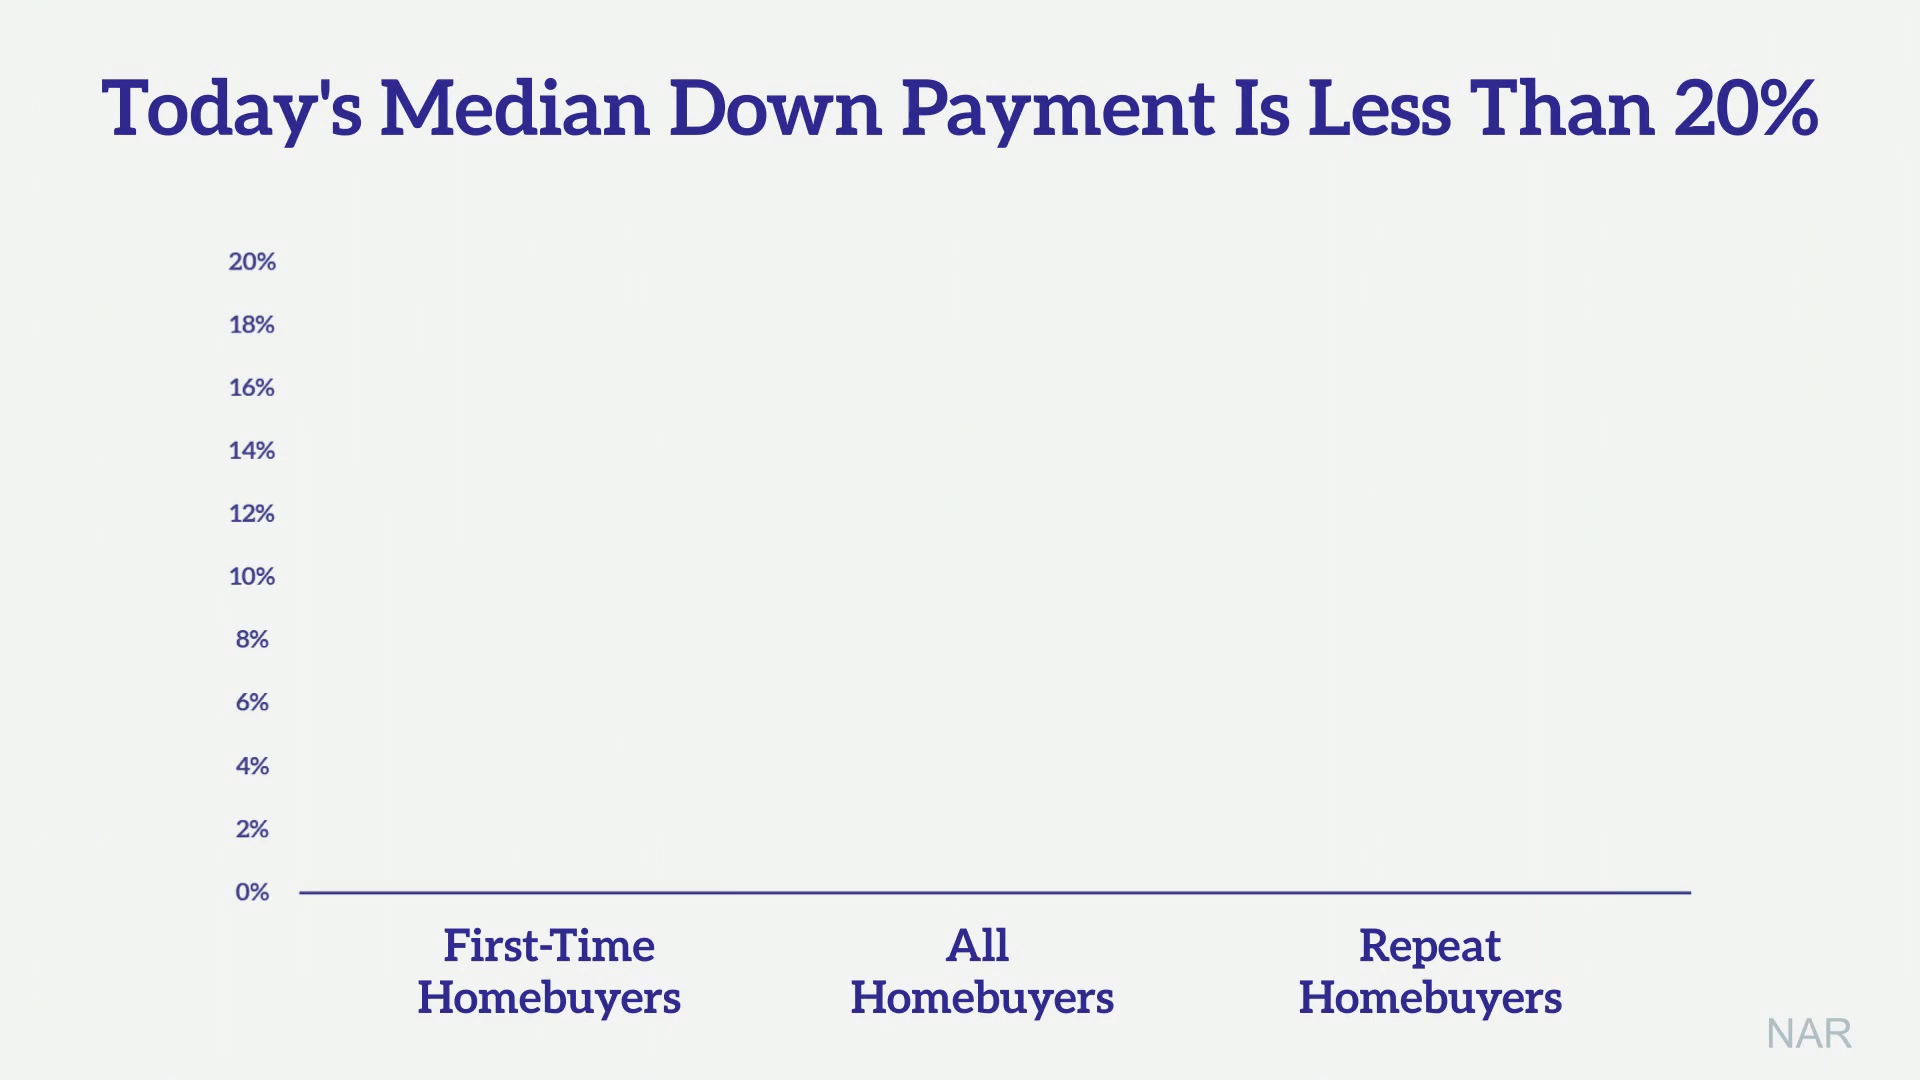 Today's Median Down Payment Is Less Than 20%
20%
18%
16%
14%
12%
10%
8%
6%
4%
2%
0%
First-Time
Homebuyers
All
Homebuyers
Repeat
Homebuyers
NAR